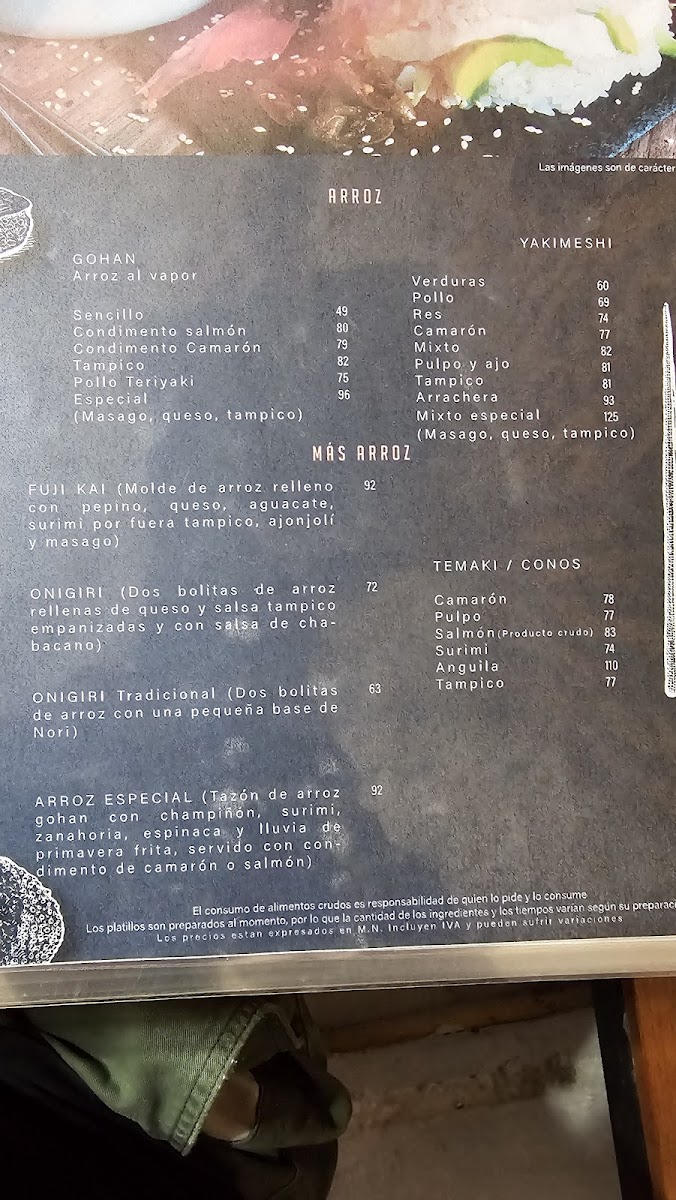 Las imágenes son de carácter
ARROZ
GOHAN
Arroz al vapor
Sencillo 49
Condimento salmón 80
Condimento Camarón 79
Tampico 82
Pollo Teriyaki 75
Especial 96
(Masago, queso, tampico)
YAKIMESHI
Verduras 60
Pollo 69
Res 74
Camarón 77
Mixto 82
Pulpo y ajo 81
Tampico 81
Arrachera 93
Mixto especial 125
(Masago, queso, tampico)
MÁS ARROZ
FUJI KAI (Molde de arroz relleno 92
con pepino, queso, aguacate,
surimi por fuera tampico, ajonjolí
y masago)
ONIGIRI (Dos bolitas de arroz 72
rellenas de queso y salsa tampico
empanizadas y con salsa de cha-
bacano)
ONIGIRI Tradicional (Dos bolitas 63
de arroz con una pequeña base de
Nori)
ARROZ ESPECIAL (Tazón de arroz 92
gohan con champiñón, surimi,
zanahoria, espinaca y lluvia de
primavera frita, servido con con-
dimento de camarón o salmón)
TEMAKI / CONOS
Camarón 78
Pulpo 77
Salmón (Producto crudo) 83
Surimi 74
Anguila 110
Tampico 77
El consumo de alimentos crudos es responsabilidad de quien lo pide y lo consume
Los platillos son preparados al momento, por lo que la cantidad de los ingredientes y los tiempos varian según su preparaci
Los precios estan expresados en M.N. Incluyen IVA y pueden sufrir variaciones